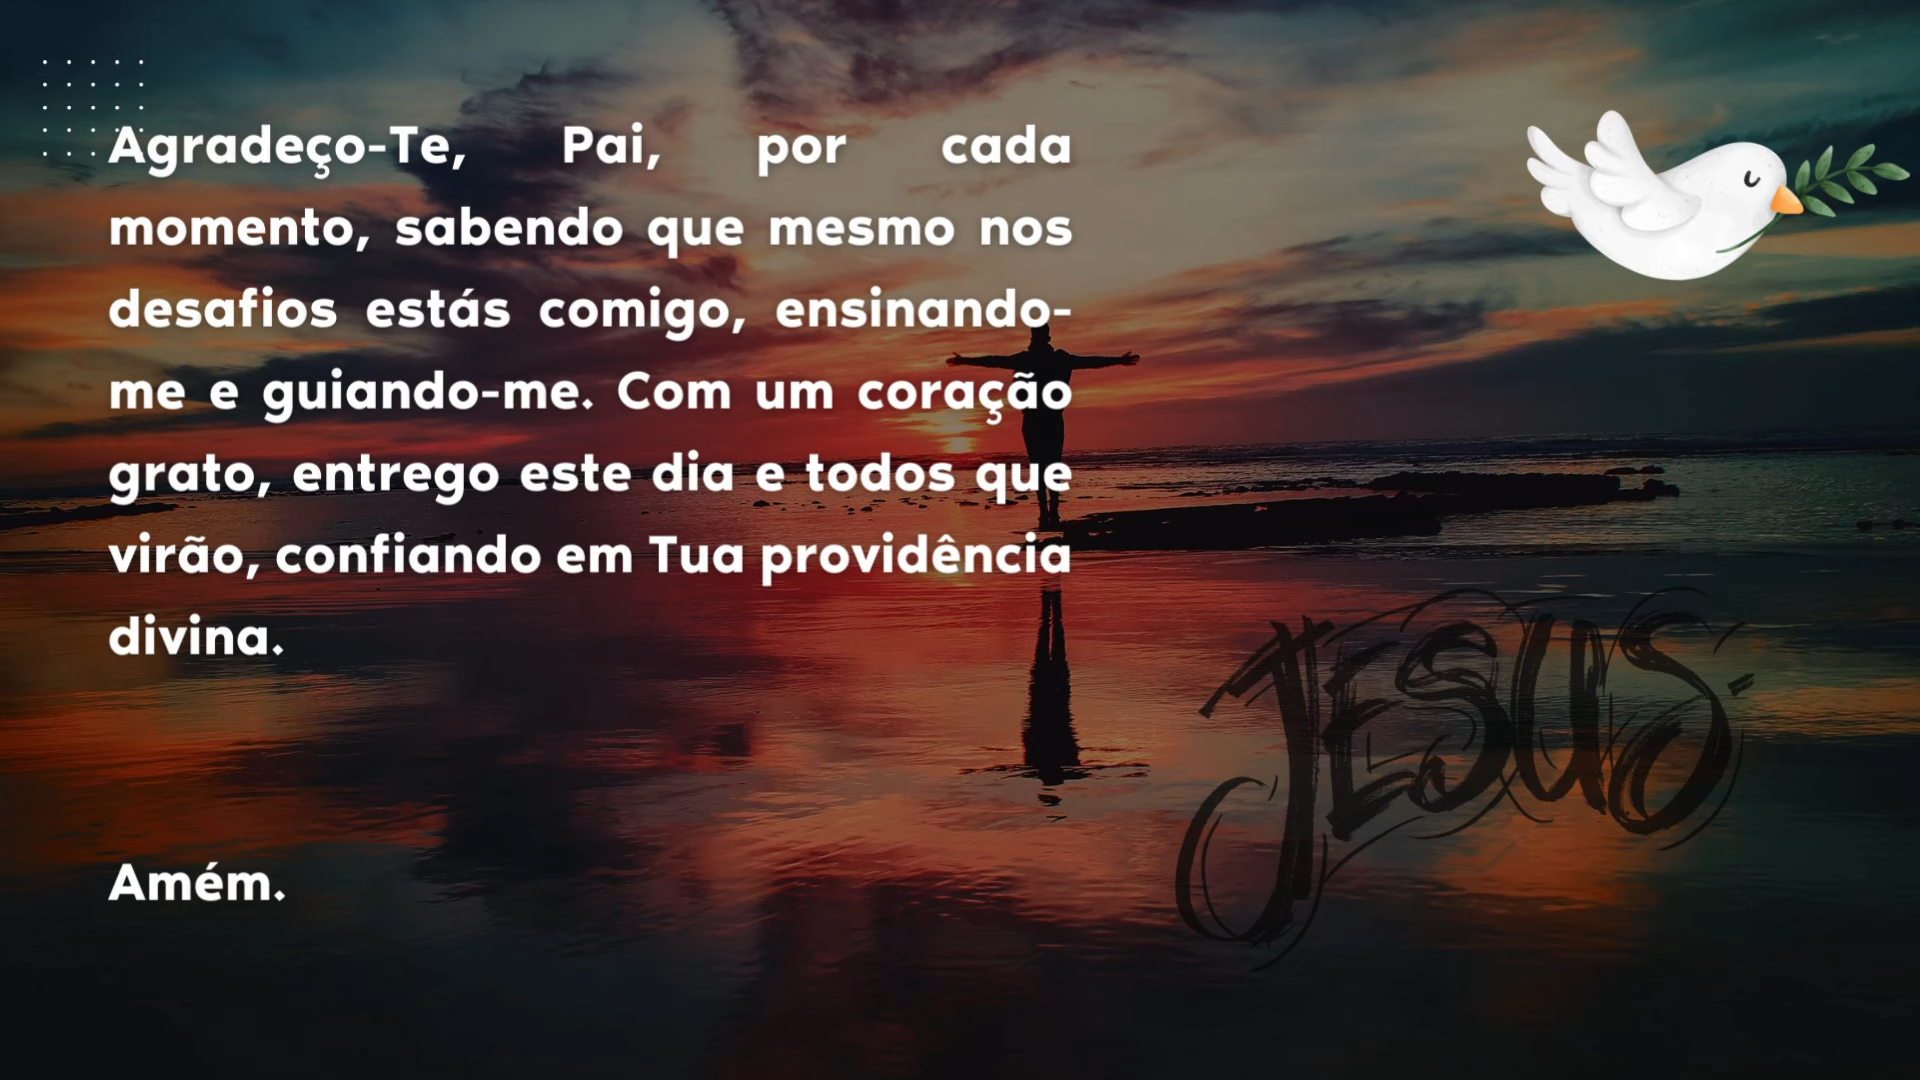 Agradeço-Te, Pai, por cada
momento, sabendo que mesmo nos
desafios estás comigo, ensinando-
me e guiando-me. Com um coração
grato, entrego este dia e todos que
virão, confiando em Tua providência
divina.
Amém.
JESUS